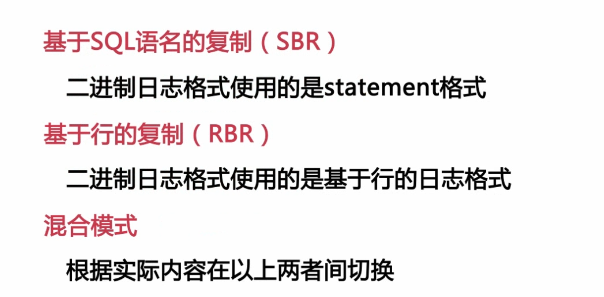 基于SQL语名的复制（SBR）
二进制日志格式使用的是statement格式
基于行的复制（RBR）
二进制日志格式使用的是基于行的日志格式
混合模式
根据实际内容在以上两者间切换